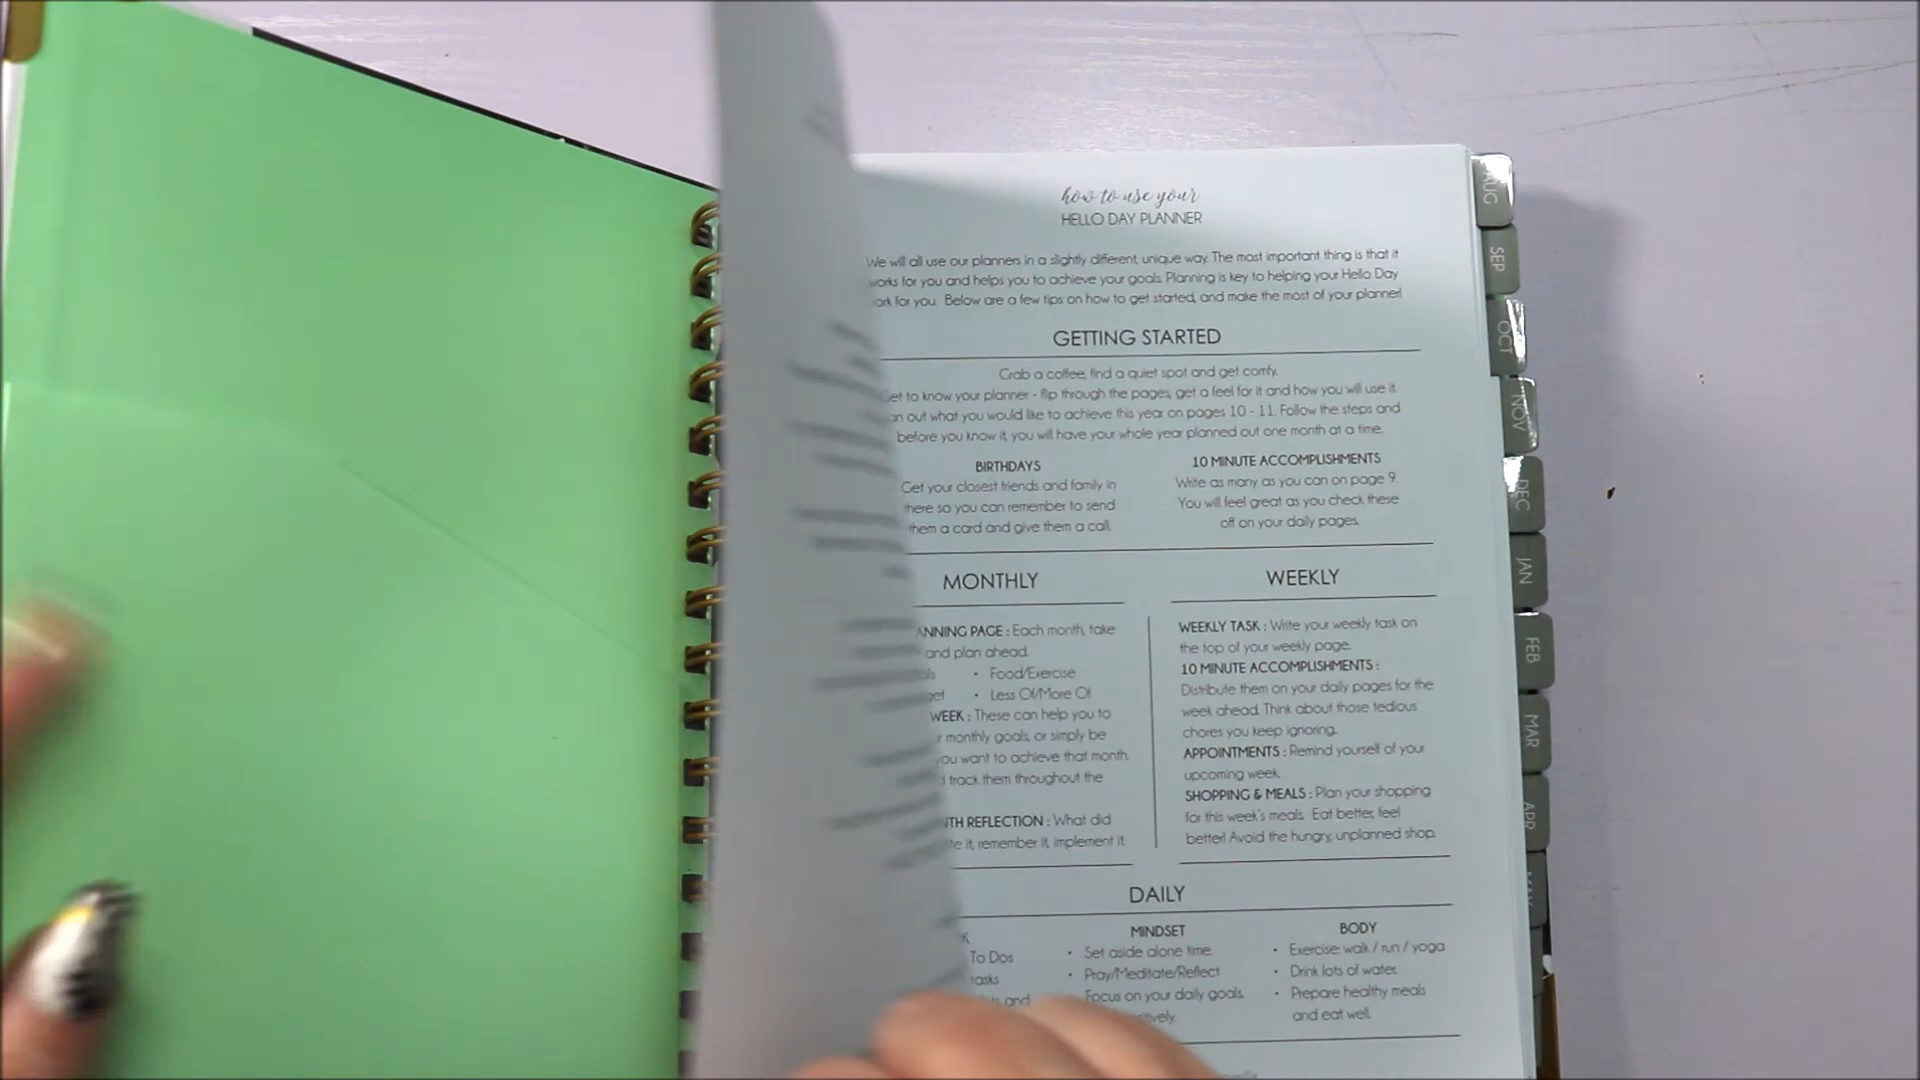 how to use your
HELLO DAY PLANNER
We will all use our planners in a slightly different, unique way. The most important thing is that it
works for you and helps you to achieve your goals. Planning is key to helping your Hello Day
for you. Below are a few tips on how to get started, and make the most of your planner!
GETTING STARTED
Grab a coffee, find a quiet spot and get comfy.
to know your planner - flip through the pages, get a feel for it and how you will use it.
out what you would like to achieve this year on pages 10 - 11. Follow the steps and
before you know it, you will have your whole year planned out one month at a time.
BIRTHDAYS
Get your closest friends and family in
there so you can remember to send
them a card and give them a call.
10 MINUTE ACCOMPLISHMENTS
Write as many as you can on page 9.
You will feel great as you check these
off on your daily pages.
MONTHLY
PAGE : Each month, take
and plan ahead.
• Food/Exercise
• Less Of/More Of
WEEK : These can help you to
monthly goals, or simply be
you want to achieve that month.
track them throughout the
REFLECTION : What did
it, remember it, implement it.
WEEKLY
WEEKLY TASK : Write your weekly task on
the top of your weekly page.
10 MINUTE ACCOMPLISHMENTS :
Distribute them on your daily pages for the
week ahead. Think about those tedious
chores you keep ignoring.
APPOINTMENTS : Remind yourself of your
upcoming week.
SHOPPING & MEALS : Plan your shopping
for this week's meals. Eat better, feel
better! Avoid the hungry, unplanned shop.
DAILY
To Dos
and
MINDSET
• Set aside alone time.
• Pray/Meditate/Reflect
Focus on your daily goals.
BODY
• Exercise: walk / run / yoga
• Drink lots of water.
• Prepare healthy meals
and eat well.
AUG
SEP
OCT
NOV
DEC
JAN
FEB
MAR
APR
MAY